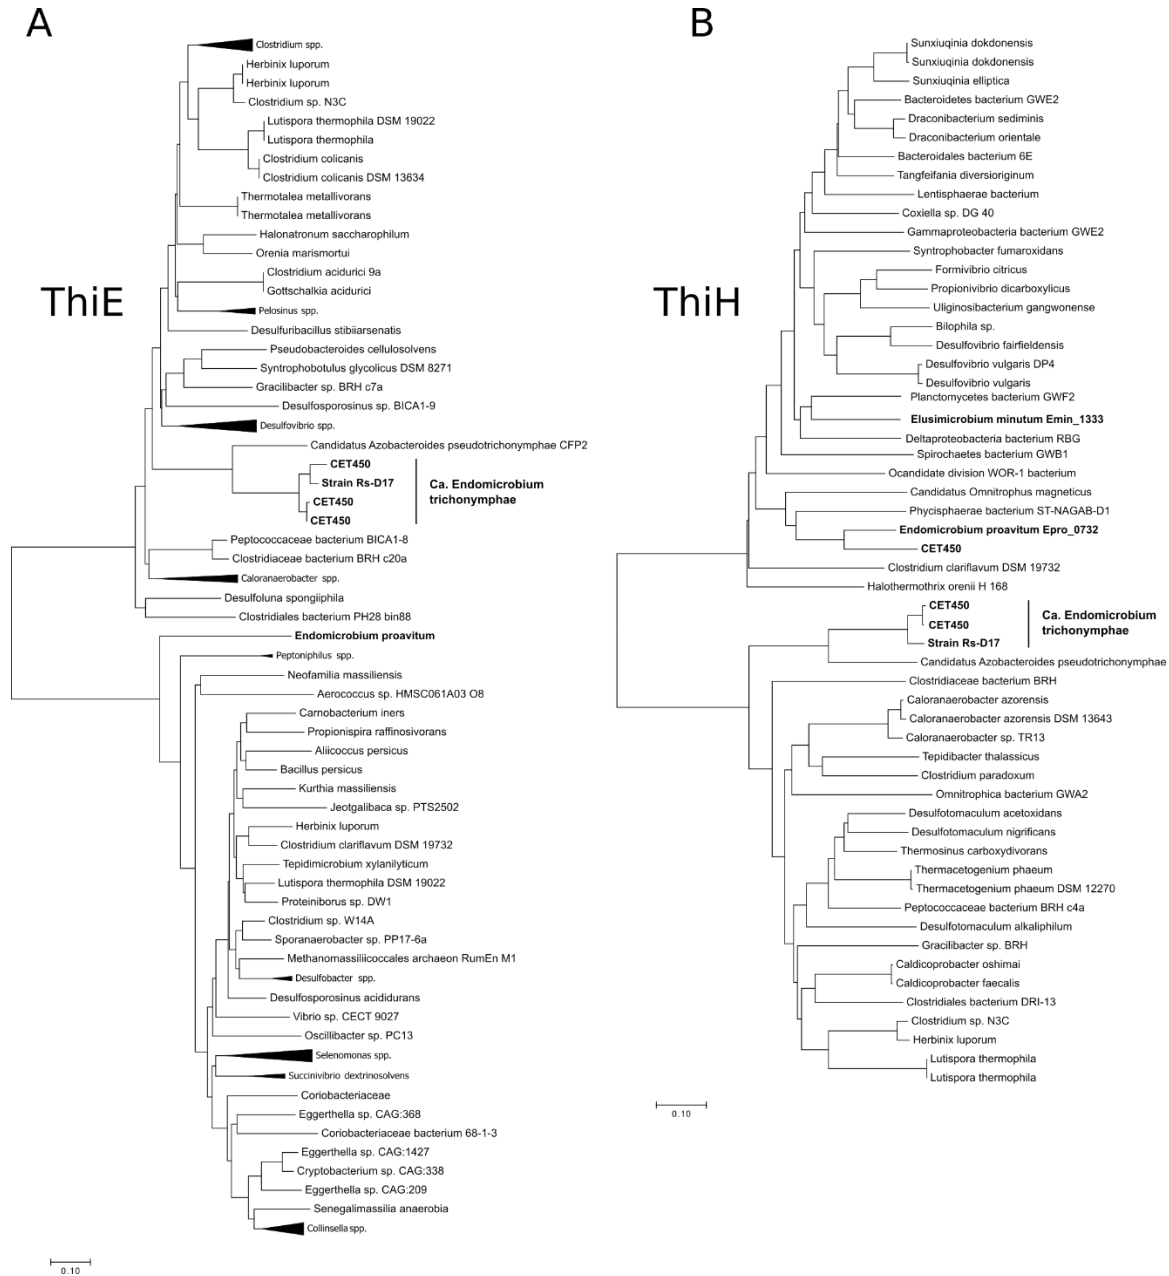 A
Clostridium spp.
Herbinix luporum
Herbinix luporum
Clostridium sp. N3C
Lutispora thermophila DSM 19022
Lutispora thermophila
Clostridium colicanis
Clostridium colicanis DSM 13634
Thermotalea metallivorans
Thermotalea metallivorans
Halonatronum saccharophilum
Orenia marismortui
Clostridium acidurici 9a
Gottschalkia acidurici
ThiE
Pelosinus spp.
Desulfuribacillus stibiiarsenatis
Pseudobacteroides cellulosolvens
Syntrophobotulus glycolicus DSM 8271
Gracilibacter sp. BRH c7a
Desulfosporosinus sp. BICA1-9
Desulfovibrio spp.
Candidatus Azobacteroides pseudotrichonymphae CFP2
CET450
Strain Rs-D17
CET450
CET450
Ca. Endomicrobium
trichonymphae
Peptococcaceae bacterium BICA1-8
Clostridiaceae bacterium BRH c20a
Caloranaerobacter spp.
Desulfoluna spongiiphila
Clostridiales bacterium PH28 bin88
Endomicrobium proavitum
Peptoniphilus spp.
Neofamilia massiliensis
Aerococcus sp. HMSC061A03 O8
Carnobacterium iners
Propionispira raffinosivorans
Aliicoccus persicus
Bacillus persicus
Kurthia massiliensis
Jeotgalibaca sp. PTS2502
Herbinix luporum
Clostridium clariflavum DSM 19732
Tepidimicrobium xylanilyticum
Lutispora thermophila DSM 19022
Proteiniborus sp. DW1
Clostridium sp. W14A
Sporanaerobacter sp. PP17-6a
Methanomassiliicoccales archaeon RumEn M1
Desulfobacter spp.
Desulfosporosinus acididurans
Vibrio sp. CECT 9027
Oscillibacter sp. PC13
Selenomonas spp.
Succinivibrio dextrinosolvens
Coriobacteriaceae
Eggerthella sp. CAG:368
Coriobacteriaceae bacterium 68-1-3
Eggerthella sp. CAG:1427
Cryptobacterium sp. CAG:338
Eggerthella sp. CAG:209
Senegalimassilia anaerobia
Collinsella spp.
0.10
B
Sunxiuqinia dokdonensis
Sunxiuqinia dokdonensis
Sunxiuqinia elliptica
Bacteroidetes bacterium GWE2
Draconibacterium sediminis
Draconibacterium orientale
Bacteroidales bacterium 6E
Tangfeifania diversioriginum
Lentisphaerae bacterium
Coxiella sp. DG 40
Gammaproteobacteria bacterium GWE2
Syntrophobacter fumaroxidans
Formivibrio citricus
ThiH
Propionivibrio dicarboxylicus
Uliginosibacterium gangwonense
Bilophila sp.
Desulfovibrio fairfieldensis
Desulfovibrio vulgaris DP4
Desulfovibrio vulgaris
Planctomycetes bacterium GWF2
Elusimicrobium minutum Emin_1333
Deltaproteobacteria bacterium RBG
Spirochaetes bacterium GWB1
Ocandidate division WOR-1 bacterium
Candidatus Omnitrophus magneticus
Phycisphaerae bacterium ST-NAGAB-D1
Endomicrobium proavitum Epro_0732
CET450
Clostridium clariflavum DSM 19732
Halothermothrix orenii H 168
CET450
CET450
Strain Rs-D17
Ca. Endomicrobium
trichonymphae
Candidatus Azobacteroides pseudotrichonymphae
Clostridiaceae bacterium BRH
Caloranaerobacter azorensis
Caloranaerobacter azorensis DSM 13643
Caloranaerobacter sp. TR13
Tepidibacter thalassicus
Clostridium paradoxum
Omnitrophica bacterium GWA2
Desulfotomaculum acetoxidans
Desulfotomaculum nigrificans
Thermosinus carboxydivorans
Thermacetogenium phaeum
Thermacetogenium phaeum DSM 12270
Peptococcaceae bacterium BRH c4a
Desulfotomaculum alkaliphilum
Gracilibacter sp. BRH
Caldicoprobacter oshimai
Caldicoprobacter faecalis
Clostridiales bacterium DRI-13
Clostridium sp. N3C
Herbinix luporum
Lutispora thermophila
Lutispora thermophila
0.10